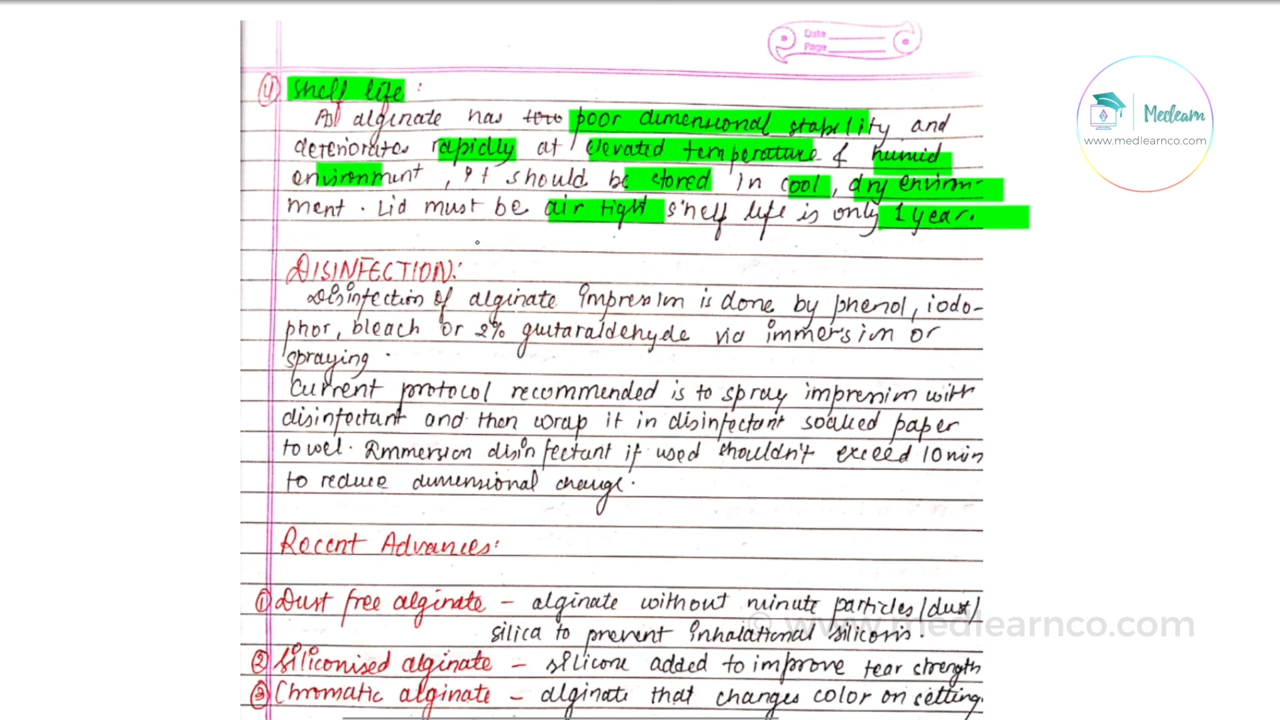 Date
Page
4) Shelf life :
As alginate has poor dimensional stability and
deteriorates rapidly at elevated temperature & humid
environment, it should be stored in cool, dry environ-
ment. Lid must be air tight shelf life is only 1 year.
DISINFECTION:
Disinfection of alginate impression is done by phenol, iodo-
phor, bleach or 2% glutaraldehyde via immersion or
spraying.
Current protocol recommended is to spray impression with
disinfectant and then wrap it in disinfectant soaked paper
towel. Immersion disinfectant if used shouldn't exceed 10 min
to reduce dimensional change.
Recent Advances:
① Dust free alginate - alginate without minute particles/dust/
silica to prevent inhalational silicosis.
② Siliconised alginate - silicone added to improve tear strength
③ Chromatic alginate - alginate that changes color on setting.
Medlearn
www.medlearnco.com
© www.medlearnco.com